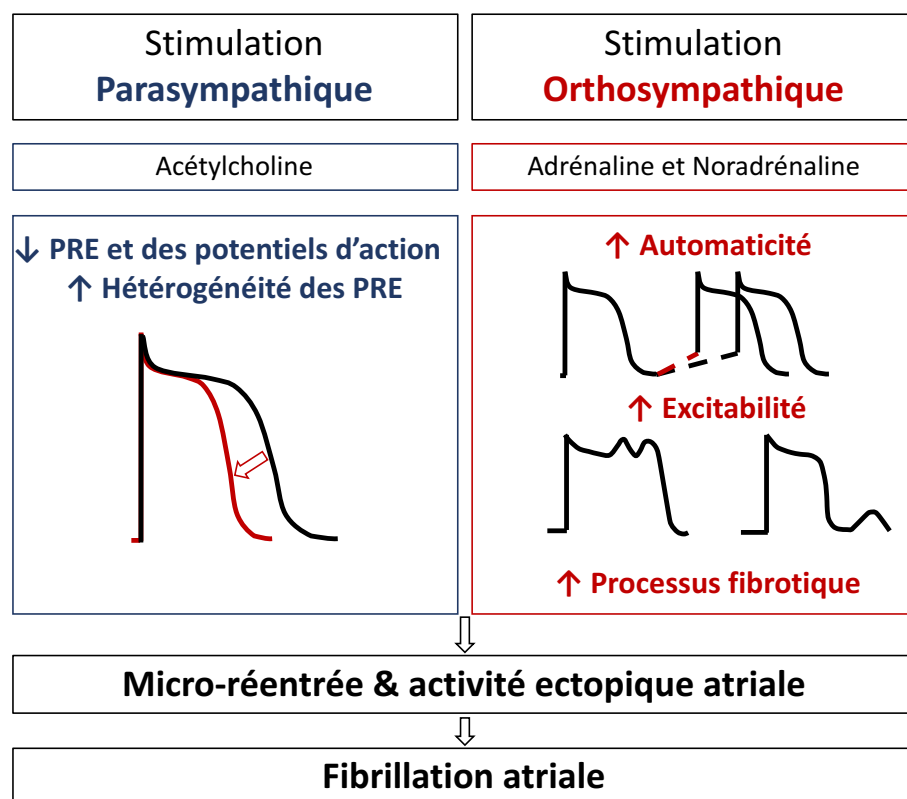 Stimulation
Parasympathique
Stimulation
Orthosympathique
Acétylcholine
Adrénaline et Noradrénaline
↓ PRE et des potentiels d’action
↑ Hétérogénéité des PRE
↑ Automaticité
↑ Excitabilité
↑ Processus fibrotique
Micro-réentrée & activité ectopique atriale
Fibrillation atriale